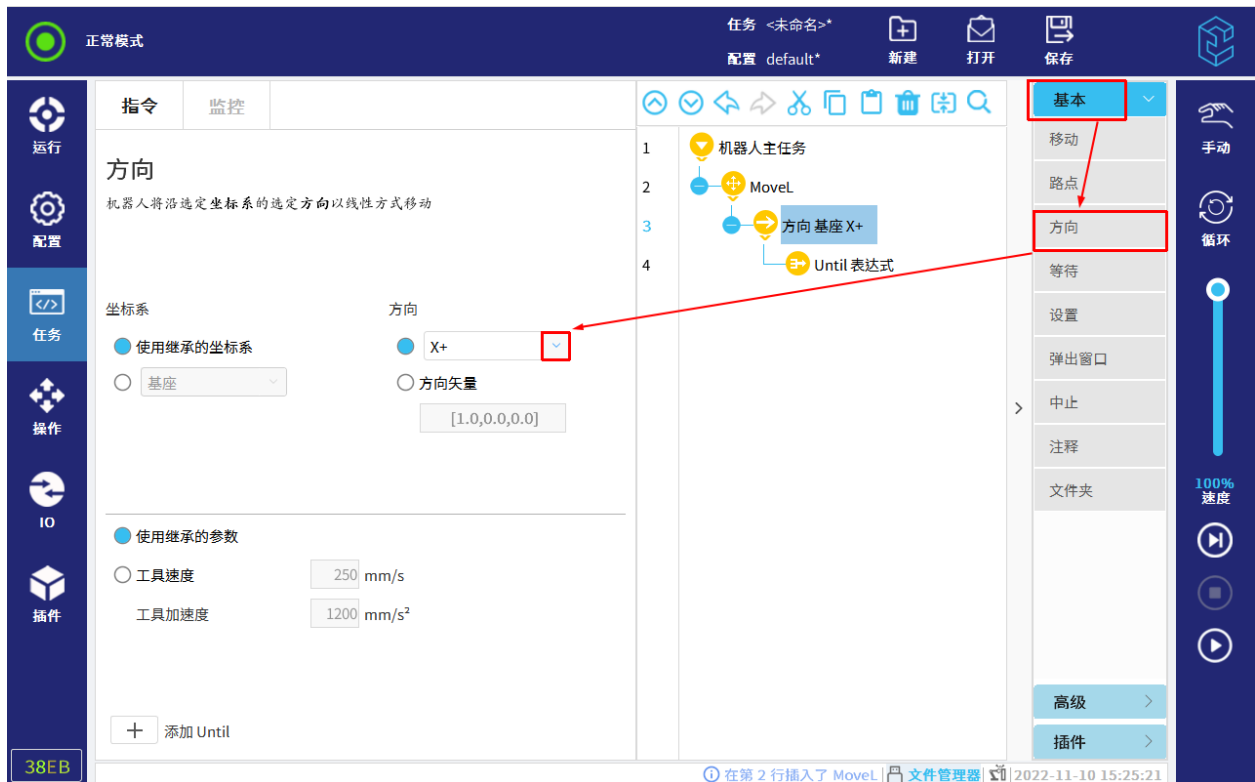 正常模式
任务 <未命名>*
配置 default*
新建
打开
保存
运行
配置
任务
操作
IO
插件
38EB
指令
监控
方向
机器人将沿选定坐标系的选定方向以线性方式移动
坐标系
方向
使用继承的坐标系
X+
基座
方向矢量
[1.0,0.0,0.0]
使用继承的参数
工具速度 250 mm/s
工具加速度 1200 mm/s²
添加 Until
1 机器人主任务
2 MoveL
3 方向 基座 X+
4 Until 表达式
基本
移动
路点
方向
等待
设置
弹出窗口
中止
注释
文件夹
高级
插件
手动
循环
100%
速度
在第 2 行插入了 MoveL
文件管理器
2022-11-10 15:25:21